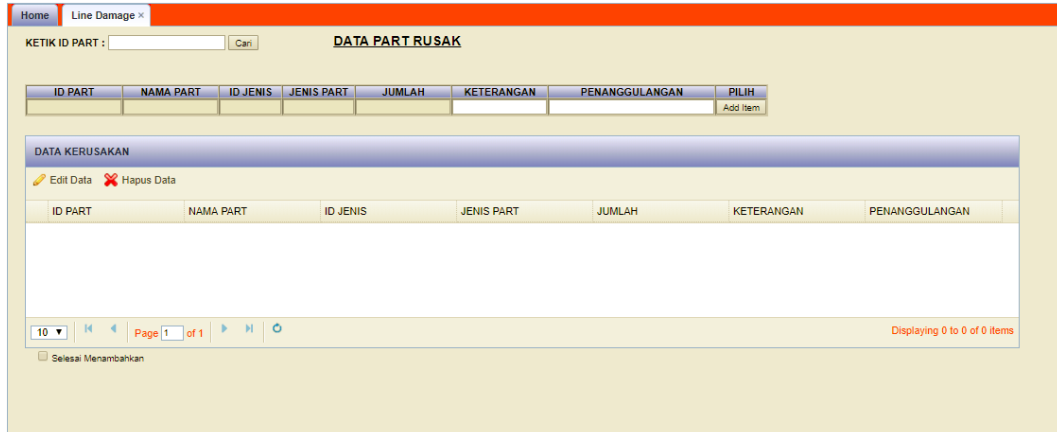 Home Line Damage ×
KETIK ID PART : Cari DATA PART RUSAK
ID PART NAMA PART ID JENIS JENIS PART JUMLAH KETERANGAN PENANGGULANGAN PILIH
Add Item
DATA KERUSAKAN
Edit Data Hapus Data
ID PART NAMA PART ID JENIS JENIS PART JUMLAH KETERANGAN PENANGGULANGAN
10 Page 1 of 1 Displaying 0 to 0 of 0 items
Selesai Menambahkan